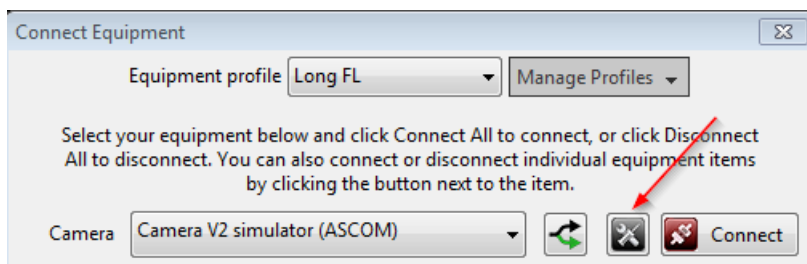 Connect Equipment
Equipment profile Long FL Manage Profiles
Select your equipment below and click Connect All to connect, or click Disconnect
All to disconnect. You can also connect or disconnect individual equipment items
by clicking the button next to the item.
Camera Camera V2 simulator (ASCOM) Connect